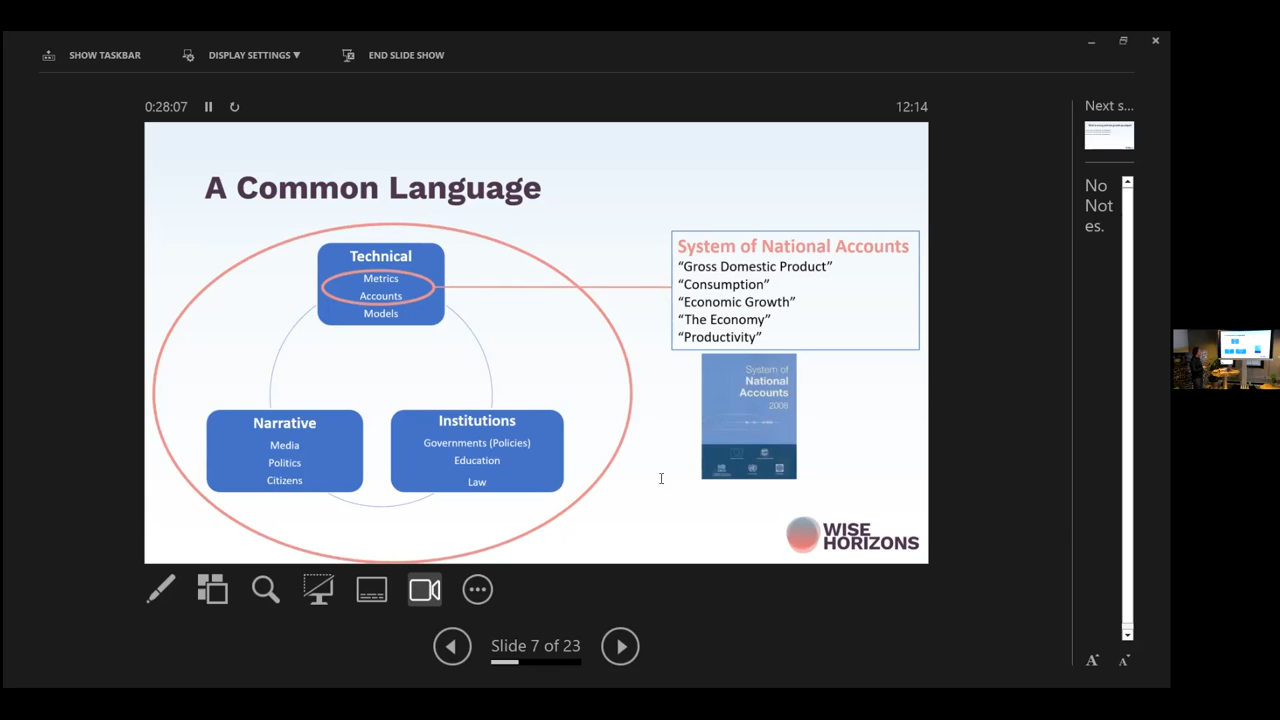 SHOW TASKBAR
DISPLAY SETTINGS ▼
END SLIDE SHOW
0:28:07
12:14
Next s...
A Common Language
Technical
Metrics
Accounts
Models
Narrative
Media
Politics
Citizens
Institutions
Governments (Policies)
Education
Law
System of National Accounts
“Gross Domestic Product”
“Consumption”
“Economic Growth”
“The Economy”
“Productivity”
System of
National
Accounts
2008
WISE
HORIZONS
No
Not
es.
Slide 7 of 23
A
A